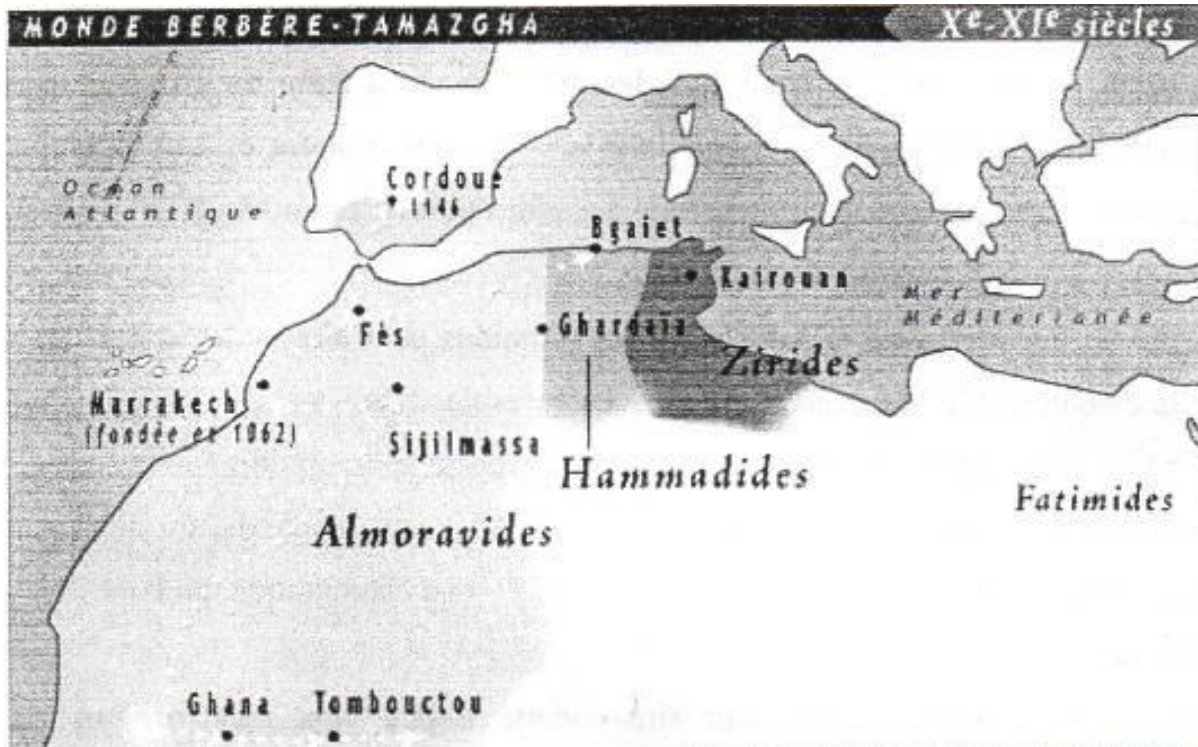 MONDE BERBÈRE-TAMAZGHA
Xe-XIe siècles
Océan
Atlantique
Cordoue
1146
Bgaiet
Kairouan
Mer
Méditerranée
Fès
Ghardaïa
Zirides
Marrakech
(fondée en 1062)
Sijilmassa
Hammadides
Fatimides
Almoravides
Ghana
Tombouctou